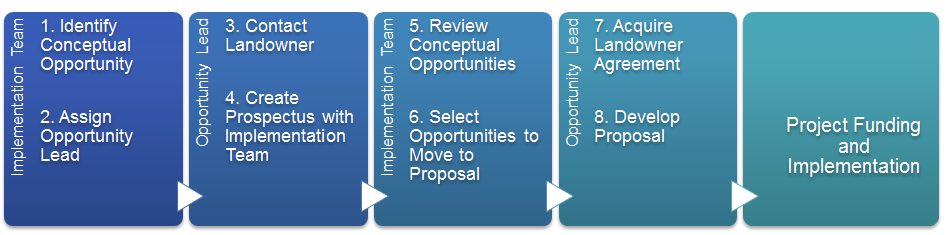 Implementation Team
1. Identify
Conceptual
Opportunity
2. Assign
Opportunity
Lead
Opportunity Lead
3. Contact
Landowner
4. Create
Prospectus with
Implementation
Team
Implementation Team
5. Review
Conceptual
Opportunities
6. Select
Opportunities to
Move to
Proposal
Opportunity Lead
7. Acquire
Landowner
Agreement
8. Develop
Proposal
Project Funding
and
Implementation